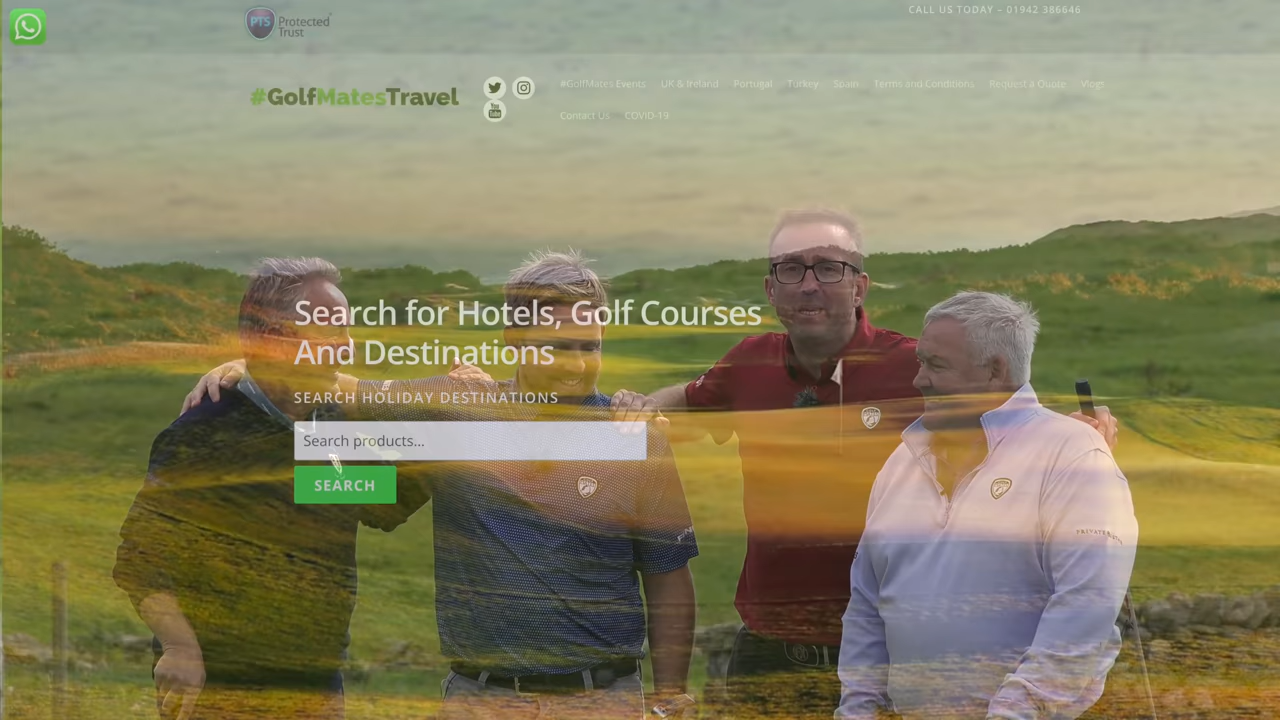 CALL US TODAY – 01942 386646
PTS Protected
Trust
#GolfMatesTravel
You
Tube
#GolfMates Events UK & Ireland Portugal Turkey Spain Terms and Conditions Request a Quote Vlogs
Contact Us COVID-19
Search for Hotels, Golf Courses
And Destinations
SEARCH HOLIDAY DESTINATIONS
Search products...
SEARCH